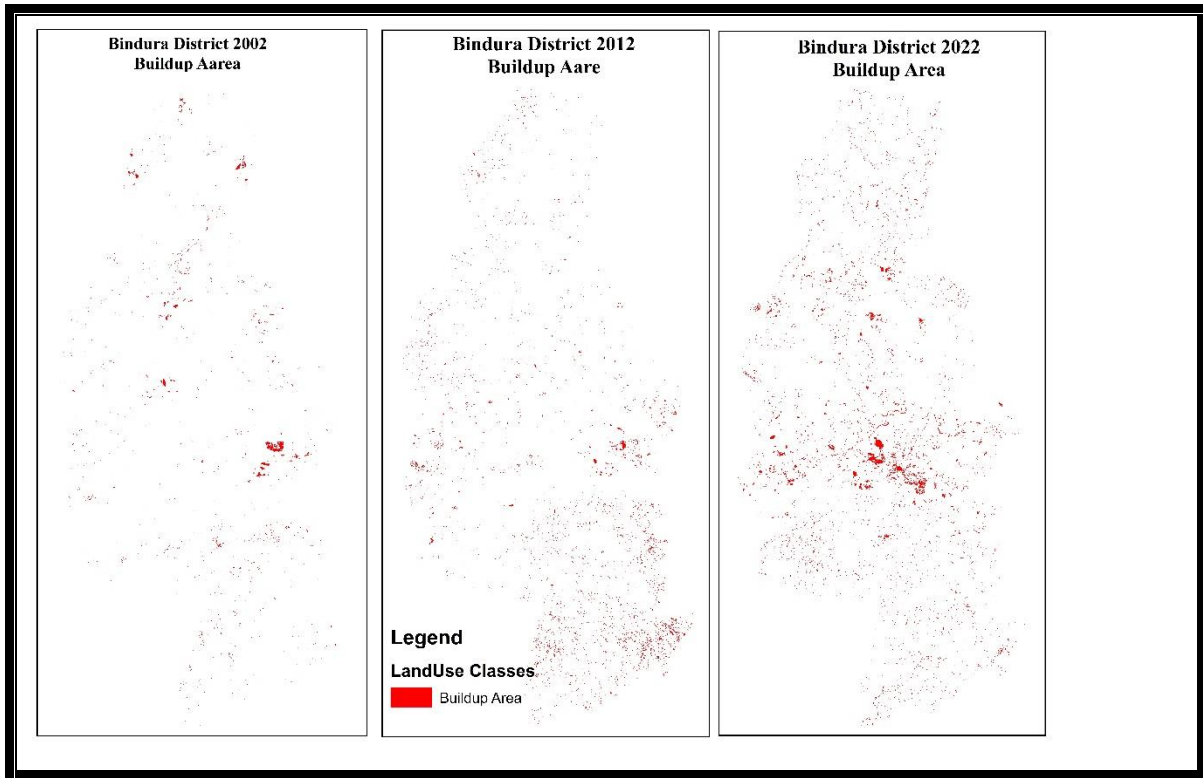 Bindura District 2002
Buildup Aarea
Bindura District 2012
Buildup Aare
Bindura District 2022
Buildup Area
Legend
LandUse Classes
Buildup Area